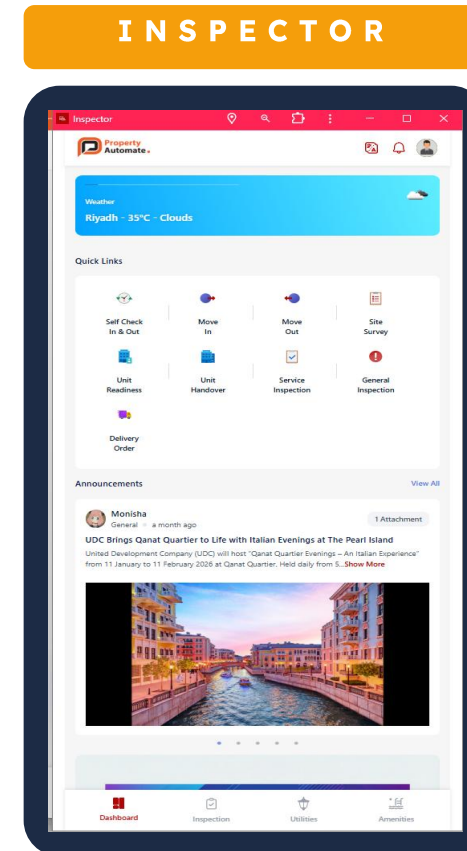 INSPECTOR
Inspector
Property
Automate.
Weather
Riyadh - 35°C - Clouds
Quick Links
Self Check
In & Out
Move
In
Move
Out
Site
Survey
Unit
Readiness
Unit
Handover
Service
Inspection
General
Inspection
Delivery
Order
Announcements
View All
Monisha
General
a month ago
1 Attachment
UDC Brings Qanat Quartier to Life with Italian Evenings at The Pearl Island
United Development Company (UDC) will host "Qanat Quartier Evenings – An Italian Experience"
from 11 January to 11 February 2026 at Qanat Quartier. Held daily from 5...Show More
Dashboard
Inspection
Utilities
Amenities